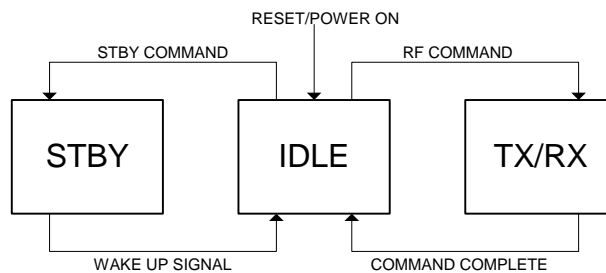 RESET/POWER ON
STBY COMMAND
RF COMMAND
STBY
IDLE
TX/RX
WAKE UP SIGNAL
COMMAND COMPLETE